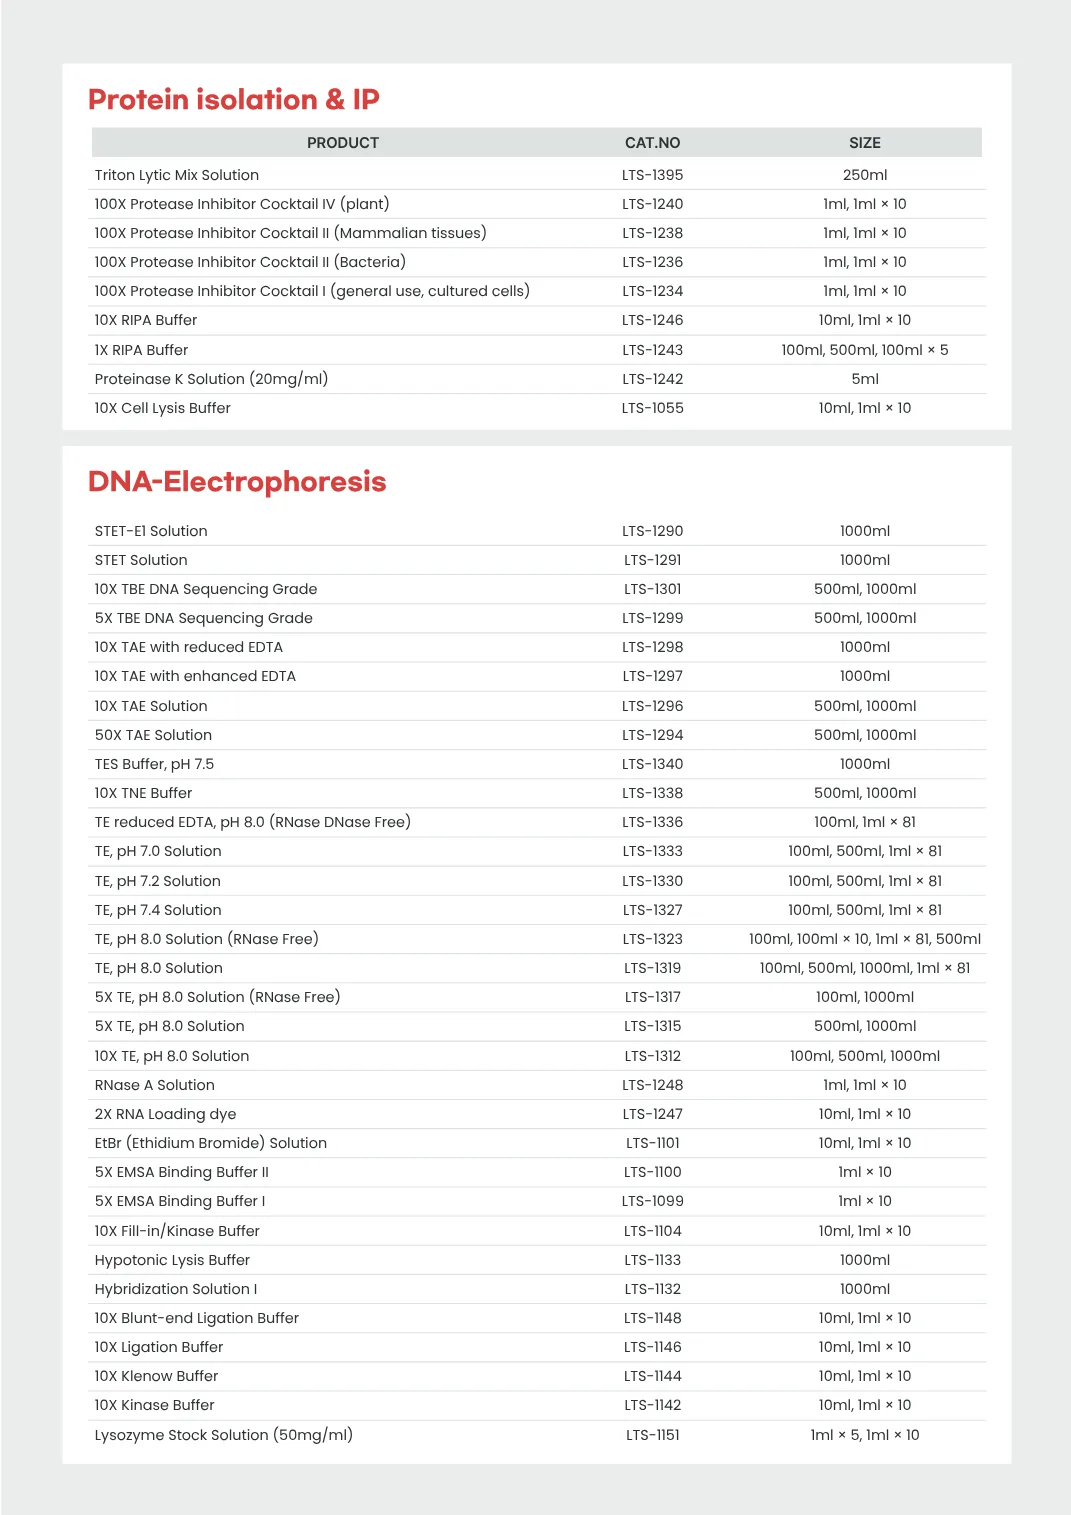 Protein isolation & IP
PRODUCT CAT.NO SIZE
Triton Lytic Mix Solution LTS-1395 250ml
100X Protease Inhibitor Cocktail IV (plant) LTS-1240 1ml, 1ml × 10
100X Protease Inhibitor Cocktail II (Mammalian tissues) LTS-1238 1ml, 1ml × 10
100X Protease Inhibitor Cocktail II (Bacteria) LTS-1236 1ml, 1ml × 10
100X Protease Inhibitor Cocktail I (general use, cultured cells) LTS-1234 1ml, 1ml × 10
10X RIPA Buffer LTS-1246 10ml, 1ml × 10
1X RIPA Buffer LTS-1243 100ml, 500ml, 100ml × 5
Proteinase K Solution (20mg/ml) LTS-1242 5ml
10X Cell Lysis Buffer LTS-1055 10ml, 1ml × 10
DNA-Electrophoresis
STET-E1 Solution LTS-1290 1000ml
STET Solution LTS-1291 1000ml
10X TBE DNA Sequencing Grade LTS-1301 500ml, 1000ml
5X TBE DNA Sequencing Grade LTS-1299 500ml, 1000ml
10X TAE with reduced EDTA LTS-1298 1000ml
10X TAE with enhanced EDTA LTS-1297 1000ml
10X TAE Solution LTS-1296 500ml, 1000ml
50X TAE Solution LTS-1294 500ml, 1000ml
TES Buffer, pH 7.5 LTS-1340 1000ml
10X TNE Buffer LTS-1338 500ml, 1000ml
TE reduced EDTA, pH 8.0 (RNase DNase Free) LTS-1336 100ml, 1ml × 81
TE, pH 7.0 Solution LTS-1333 100ml, 500ml, 1ml × 81
TE, pH 7.2 Solution LTS-1330 100ml, 500ml, 1ml × 81
TE, pH 7.4 Solution LTS-1327 100ml, 500ml, 1ml × 81
TE, pH 8.0 Solution (RNase Free) LTS-1323 100ml, 100ml × 10, 1ml × 81, 500ml
TE, pH 8.0 Solution LTS-1319 100ml, 500ml, 1000ml, 1ml × 81
5X TE, pH 8.0 Solution (RNase Free) LTS-1317 100ml, 1000ml
5X TE, pH 8.0 Solution LTS-1315 500ml, 1000ml
10X TE, pH 8.0 Solution LTS-1312 100ml, 500ml, 1000ml
RNase A Solution LTS-1248 1ml, 1ml × 10
2X RNA Loading dye LTS-1247 10ml, 1ml × 10
EtBr (Ethidium Bromide) Solution LTS-1101 10ml, 1ml × 10
5X EMSA Binding Buffer II LTS-1100 1ml × 10
5X EMSA Binding Buffer I LTS-1099 1ml × 10
10X Fill-in/Kinase Buffer LTS-1104 10ml, 1ml × 10
Hypotonic Lysis Buffer LTS-1133 1000ml
Hybridization Solution I LTS-1132 1000ml
10X Blunt-end Ligation Buffer LTS-1148 10ml, 1ml × 10
10X Ligation Buffer LTS-1146 10ml, 1ml × 10
10X Klenow Buffer LTS-1144 10ml, 1ml × 10
10X Kinase Buffer LTS-1142 10ml, 1ml × 10
Lysozyme Stock Solution (50mg/ml) LTS-1151 1ml × 5, 1ml × 10